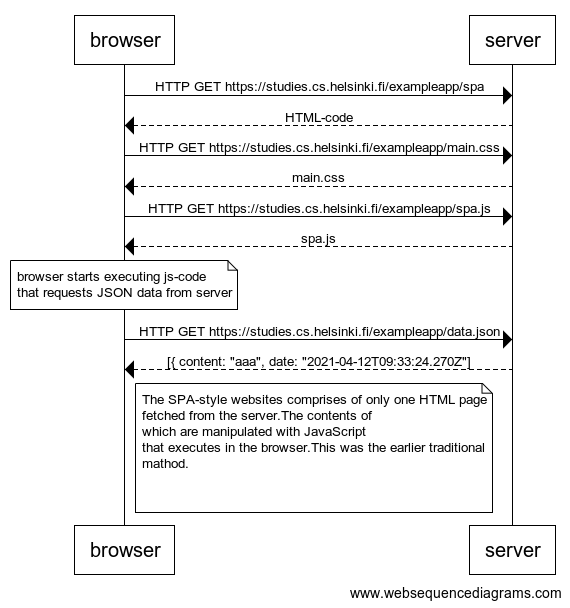 browser server
HTTP GET https://studies.cs.helsinki.fi/exampleapp/spa
HTML-code
HTTP GET https://studies.cs.helsinki.fi/exampleapp/main.css
main.css
HTTP GET https://studies.cs.helsinki.fi/exampleapp/spa.js
spa.js
browser starts executing js-code
that requests JSON data from server
HTTP GET https://studies.cs.helsinki.fi/exampleapp/data.json
[{ content: "aaa", date: "2021-04-12T09:33:24.270Z"]
The SPA-style websites comprises of only one HTML page
fetched from the server.The contents of
which are manipulated with JavaScript
that executes in the browser.This was the earlier traditional
mathod.
browser server
www.websequencediagrams.com